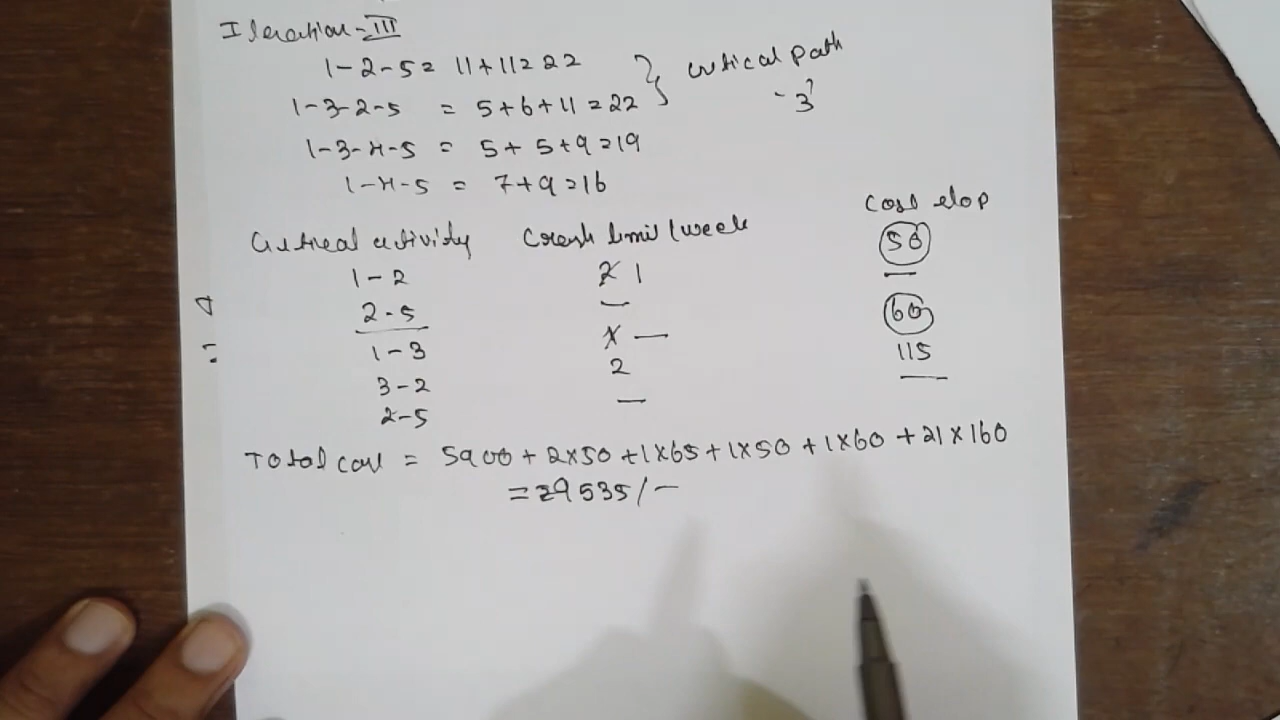 Iteration-III
1-2-5= 11+11=22
1-3-2-5 = 5+6+11=22 } critical path
-3
1-3-4-5 = 5+5+9=19
1-4-5 = 7+9=16
Critical activity Crash limit/week Cost slop
1-2 2 1 50
2-5 —
1-3 1 — 60
3-2 2 115
2-5 — —
Total cost = 5900+2×50+1×65+1×50+1×60+21×160
=29535/-